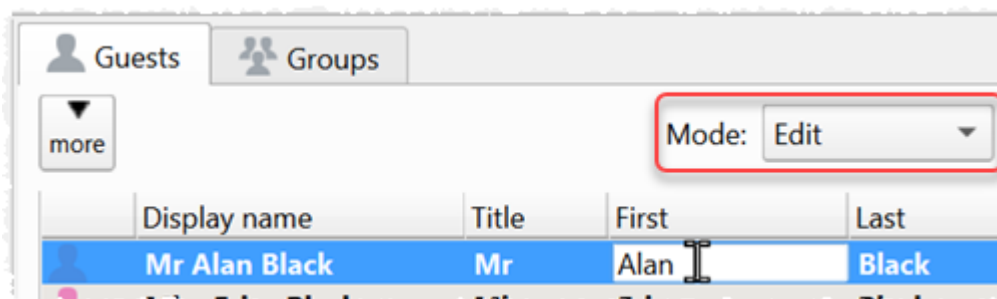 Guests Groups
more
Mode: Edit
Display name Title First Last
Mr Alan Black Mr Alan Black